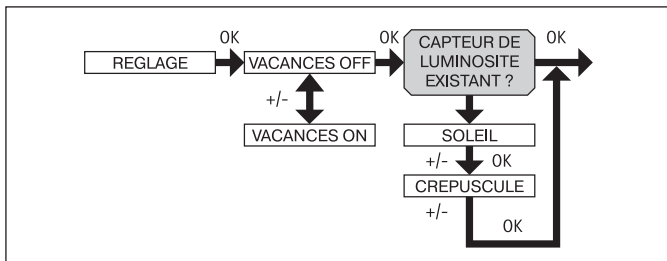 OK
OK
CAPTEUR DE
LUMINOSITE
EXISTANT ?
OK
REGLAGE
VACANCES OFF
+/-
VACANCES ON
SOLEIL
+/-
OK
CREPUSCULE
+/-
OK